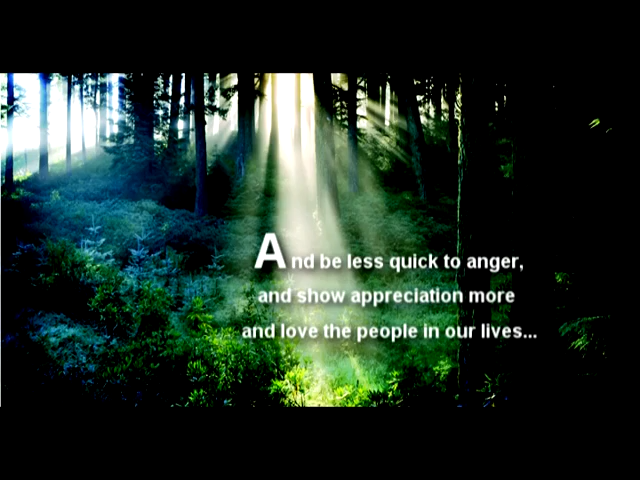 And be less quick to anger,
and show appreciation more
and love the people in our lives...